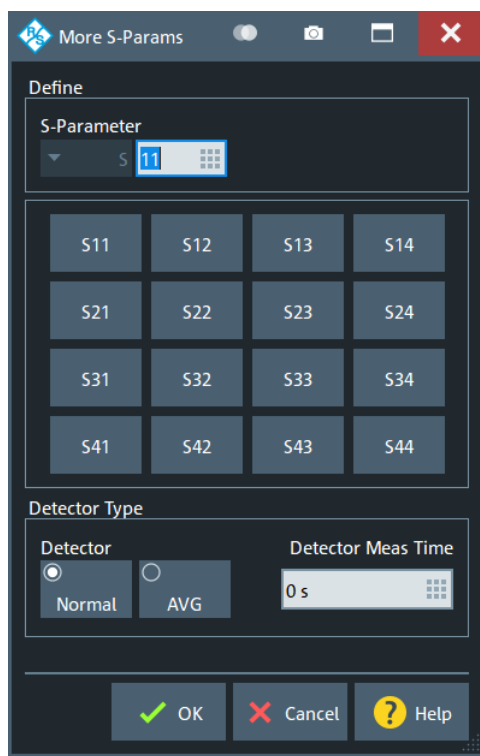 More S-Params
Define
S-Parameter
S 11
S11 S12 S13 S14
S21 S22 S23 S24
S31 S32 S33 S34
S41 S42 S43 S44
Detector Type
Detector Detector Meas Time
Normal AVG 0 s
OK Cancel ? Help